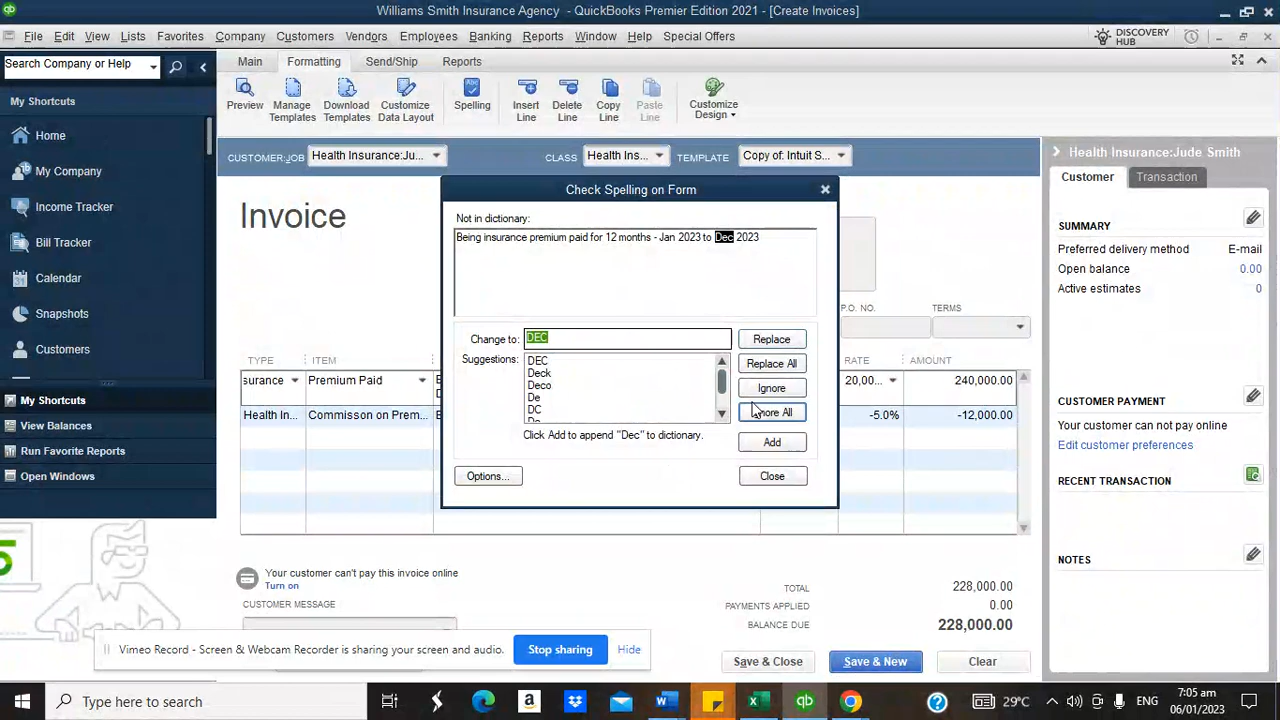 Williams Smith Insurance Agency - QuickBooks Premier Edition 2021 - [Create Invoices]
File Edit View Lists Favorites Company Customers Vendors Employees Banking Reports Window Help Special Offers
DISCOVERY HUB
Search Company or Help
Main Formatting Send/Ship Reports
My Shortcuts
Home
My Company
Income Tracker
Bill Tracker
Calendar
Snapshots
Customers
My Shortcuts
View Balances
Run Favorite Reports
Open Windows
Preview
Manage Templates
Download Templates
Customize Data Layout
Abc
Spelling
Insert Line
Delete Line
Copy Line
Paste Line
Customize Design
CUSTOMER:JOB Health Insurance:Jude... CLASS Health Ins... TEMPLATE Copy of: Intuit S...
Invoice
P.O. NO. TERMS
TYPE ITEM RATE AMOUNT
surance Premium Paid 20,00... 240,000.00
Health In... Commisson on Prem... -5.0% -12,000.00
Check Spelling on Form
Not in dictionary:
Being insurance premium paid for 12 months - Jan 2023 to Dec 2023
Change to: DEC
Suggestions:
DEC
Deck
Deco
De
DC
Replace
Replace All
Ignore
Ignore All
Add
Click Add to append "Dec" to dictionary.
Options...
Close
Your customer can't pay this invoice online
Turn on
CUSTOMER MESSAGE
TOTAL 228,000.00
PAYMENTS APPLIED 0.00
BALANCE DUE 228,000.00
Save & Close Save & New Clear
Health Insurance:Jude Smith
Customer Transaction
SUMMARY
Preferred delivery method E-mail
Open balance 0.00
Active estimates 0
CUSTOMER PAYMENT
Your customer can not pay online
Edit customer preferences
RECENT TRANSACTION
NOTES
Vimeo Record - Screen & Webcam Recorder is sharing your screen and audio. Stop sharing Hide
Type here to search
29°C ENG 7:05 am
06/01/2023